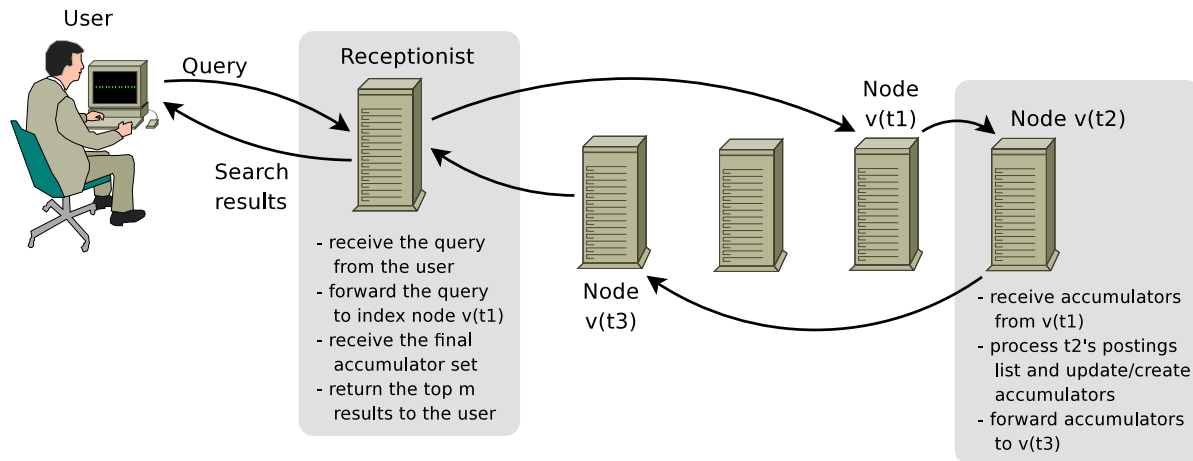 User
Query
Search
results
Receptionist
- receive the query
from the user
- forward the query
to index node v(t1)
- receive the final
accumulator set
- return the top m
results to the user
Node
v(t3)
Node
v(t1)
Node v(t2)
- receive accumulators
from v(t1)
- process t2's postings
list and update/create
accumulators
- forward accumulators
to v(t3)